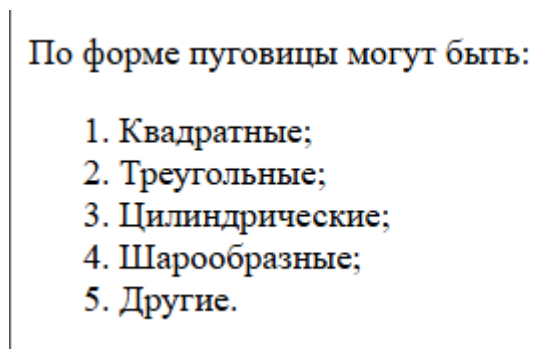 По форме пуговицы могут быть:
1. Квадратные;
2. Треугольные;
3. Цилиндрические;
4. Шарообразные;
5. Другие.